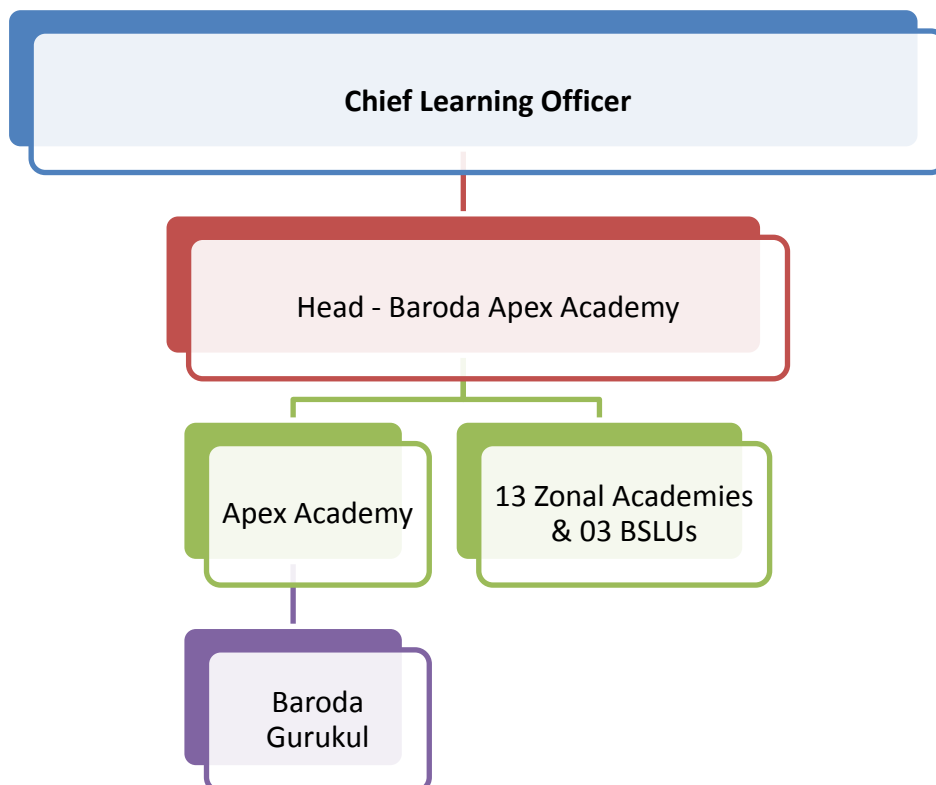 Chief Learning Officer
Head - Baroda Apex Academy
Apex Academy
13 Zonal Academies
& 03 BSLUs
Baroda
Gurukul